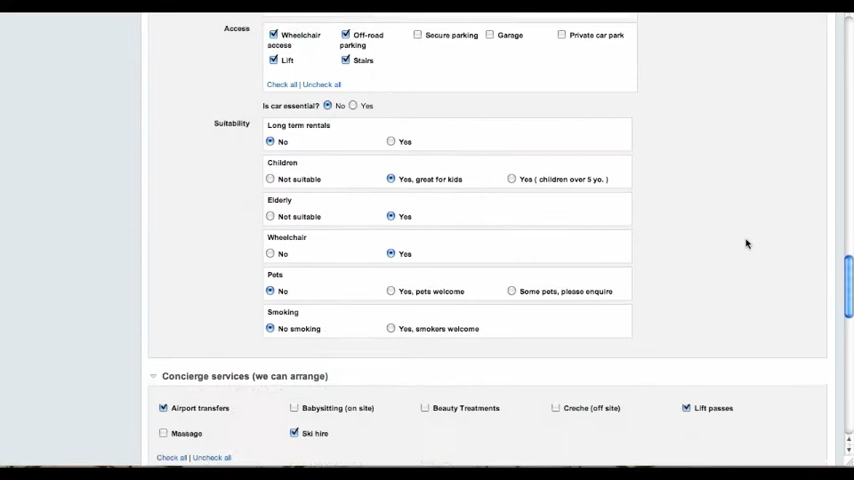 Access
Wheelchair access Off-road parking Secure parking Garage Private car park
Lift Stairs
Check all | Uncheck all
Is car essential? No Yes
Suitability
Long term rentals
No Yes
Children
Not suitable Yes, great for kids Yes ( children over 5 yo. )
Elderly
Not suitable Yes
Wheelchair
No Yes
Pets
No Yes, pets welcome Some pets, please enquire
Smoking
No smoking Yes, smokers welcome
Concierge services (we can arrange)
Airport transfers Babysitting (on site) Beauty Treatments Creche (off site) Lift passes
Massage Ski hire
Check all | Uncheck all